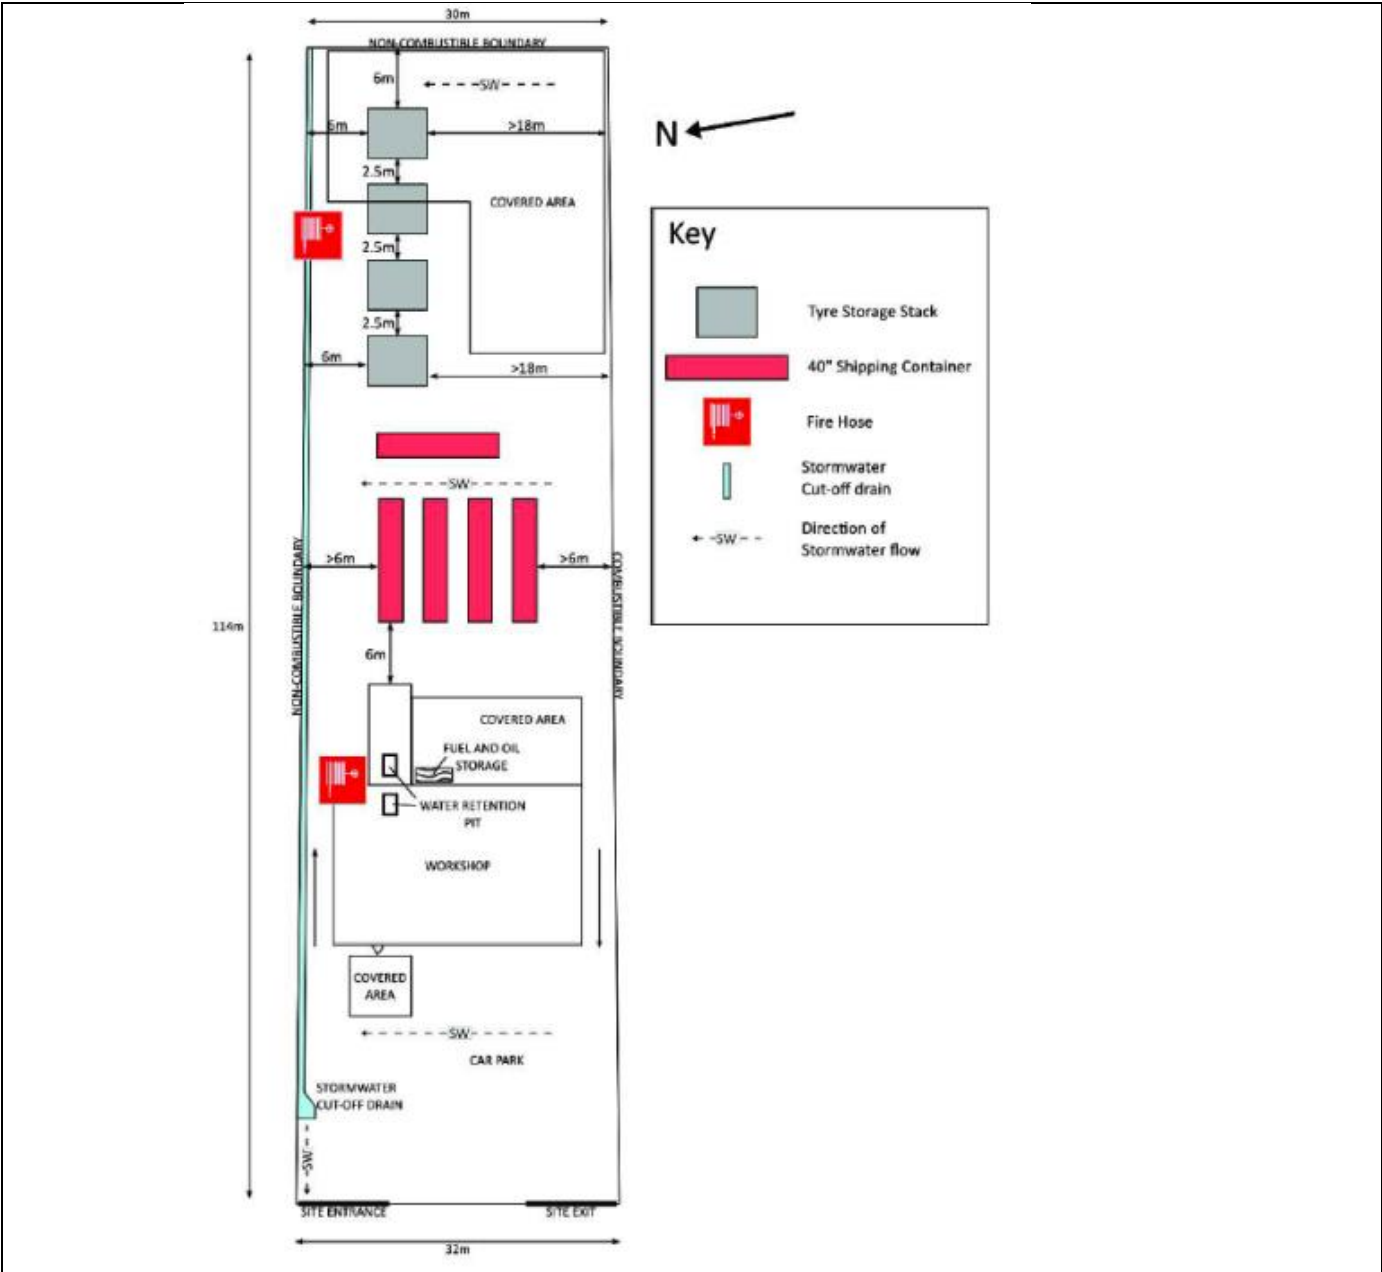 30m
NON-COMBUSTIBLE BOUNDARY
6m
SW
N
6m
>18m
2.5m
COVERED AREA
2.5m
2.5m
6m
>18m
Key
Tyre Storage Stack
40" Shipping Container
Fire Hose
Stormwater
Cut-off drain
SW
Direction of
Stormwater flow
SW
>6m
>6m
NON-COMBUSTIBLE BOUNDARY
COMBUSTIBLE BOUNDARY
114m
6m
COVERED AREA
FUEL AND OIL
STORAGE
WATER RETENTION
PIT
WORKSHOP
COVERED
AREA
SW
CAR PARK
STORMWATER
CUT-OFF DRAIN
SW
SITE ENTRANCE
SITE EXIT
32m